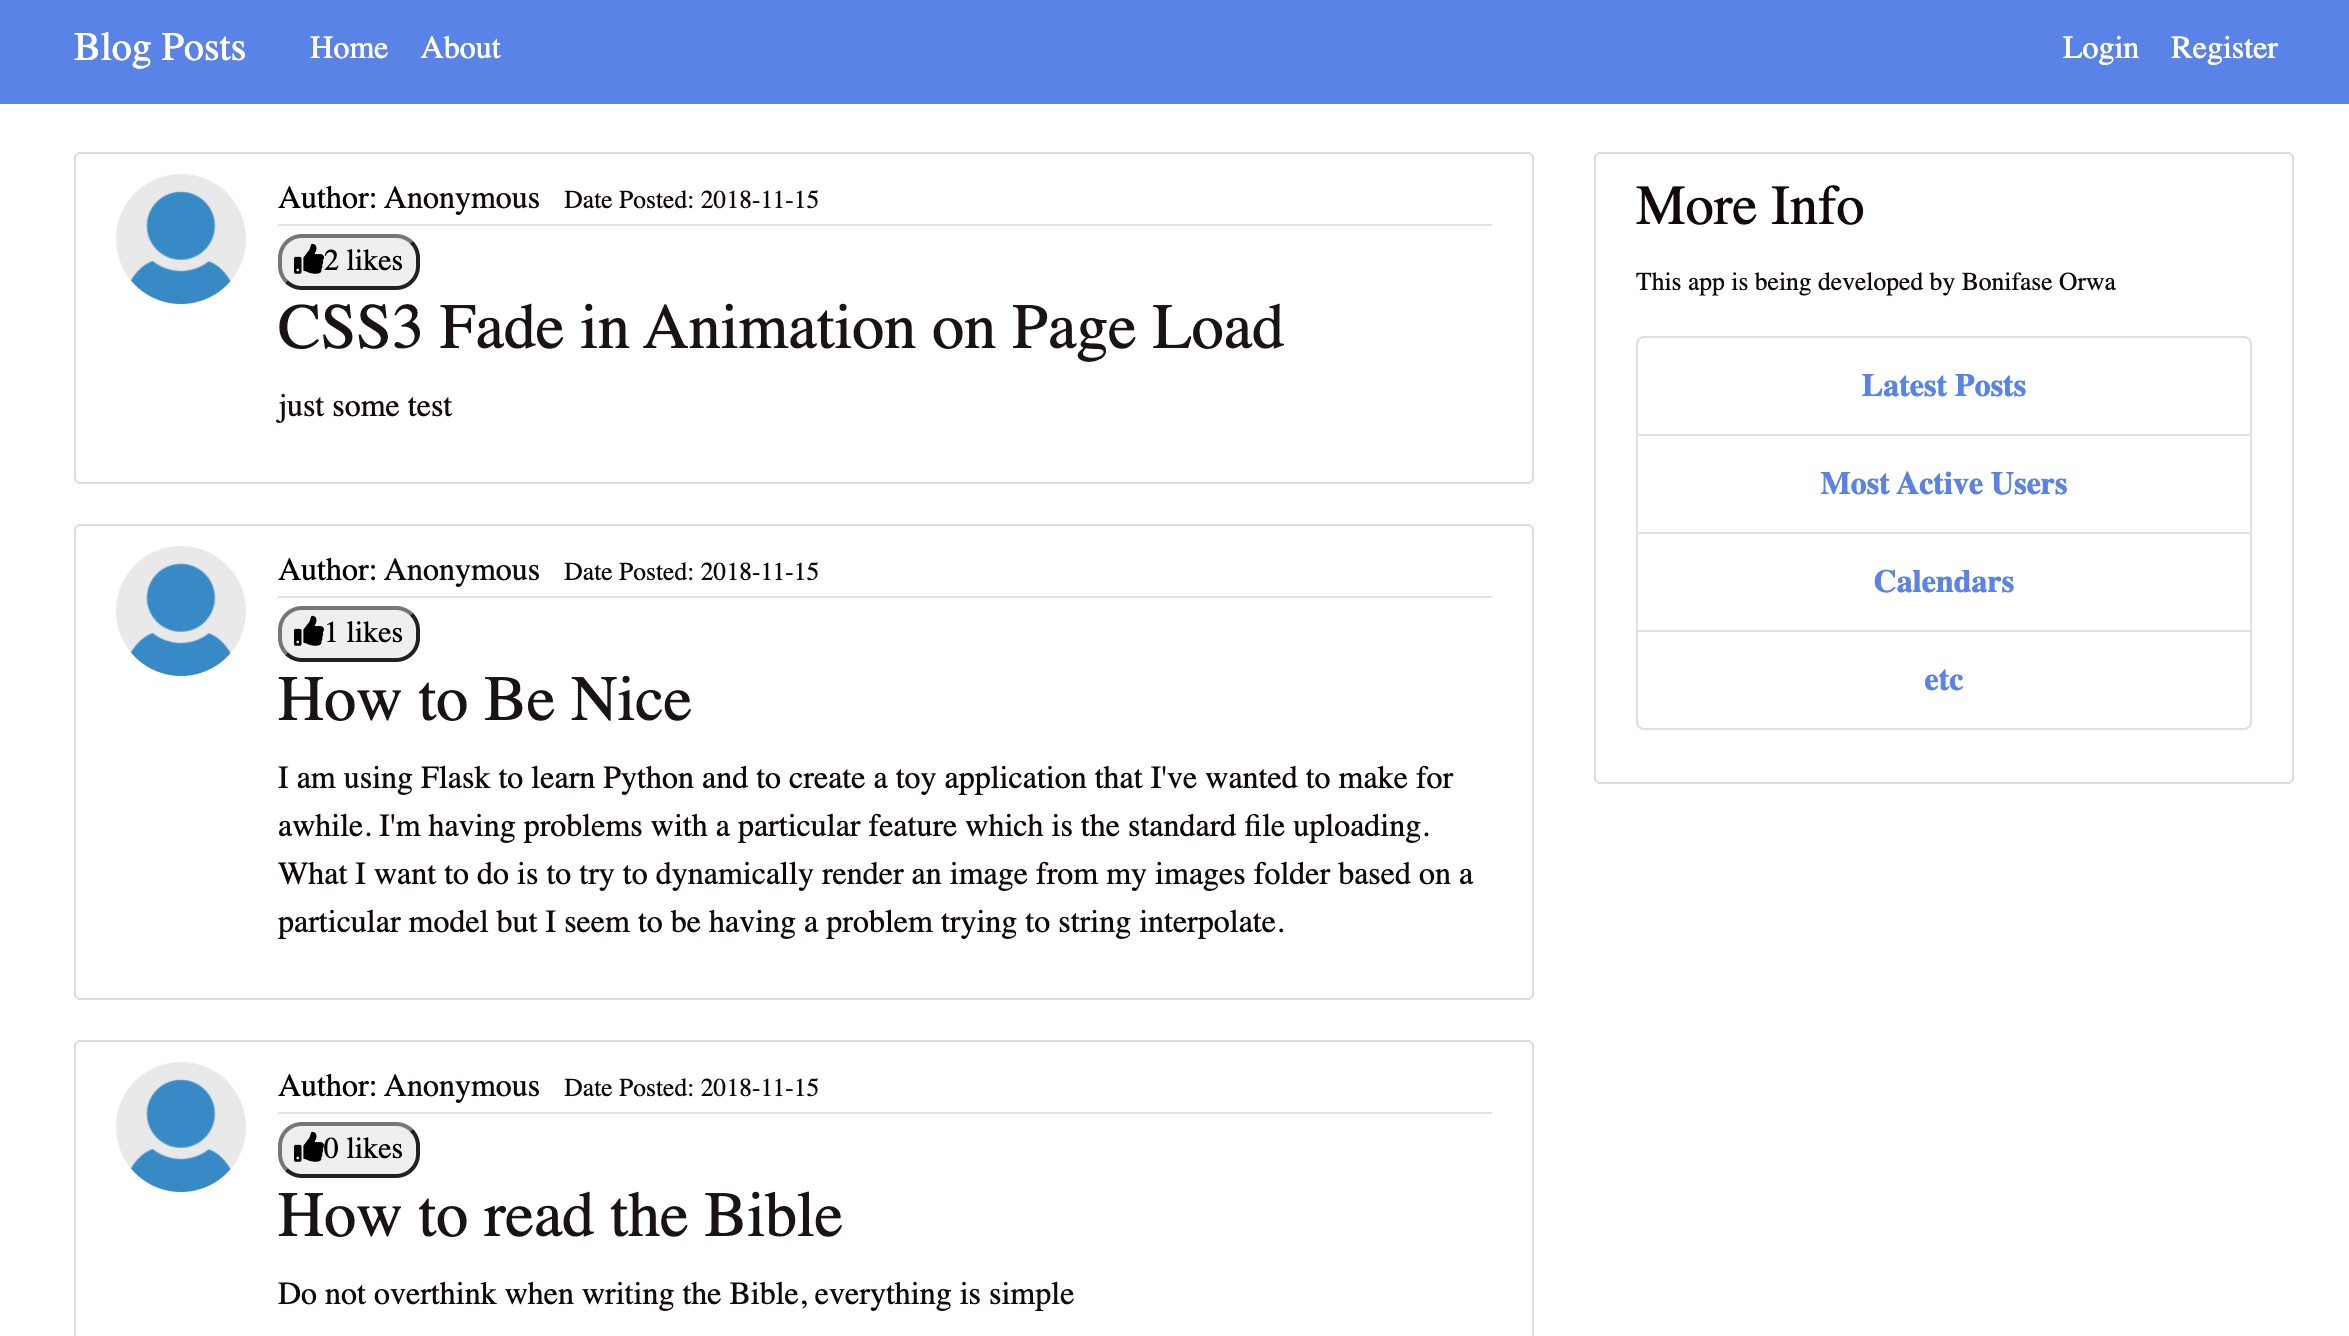 Blog Posts Home About Login Register
Author: Anonymous Date Posted: 2018-11-15
2 likes
CSS3 Fade in Animation on Page Load
just some test
Author: Anonymous Date Posted: 2018-11-15
1 likes
How to Be Nice
I am using Flask to learn Python and to create a toy application that I've wanted to make for
awhile. I'm having problems with a particular feature which is the standard file uploading.
What I want to do is to try to dynamically render an image from my images folder based on a
particular model but I seem to be having a problem trying to string interpolate.
Author: Anonymous Date Posted: 2018-11-15
0 likes
How to read the Bible
Do not overthink when writing the Bible, everything is simple
More Info
This app is being developed by Bonifase Orwa
Latest Posts
Most Active Users
Calendars
etc